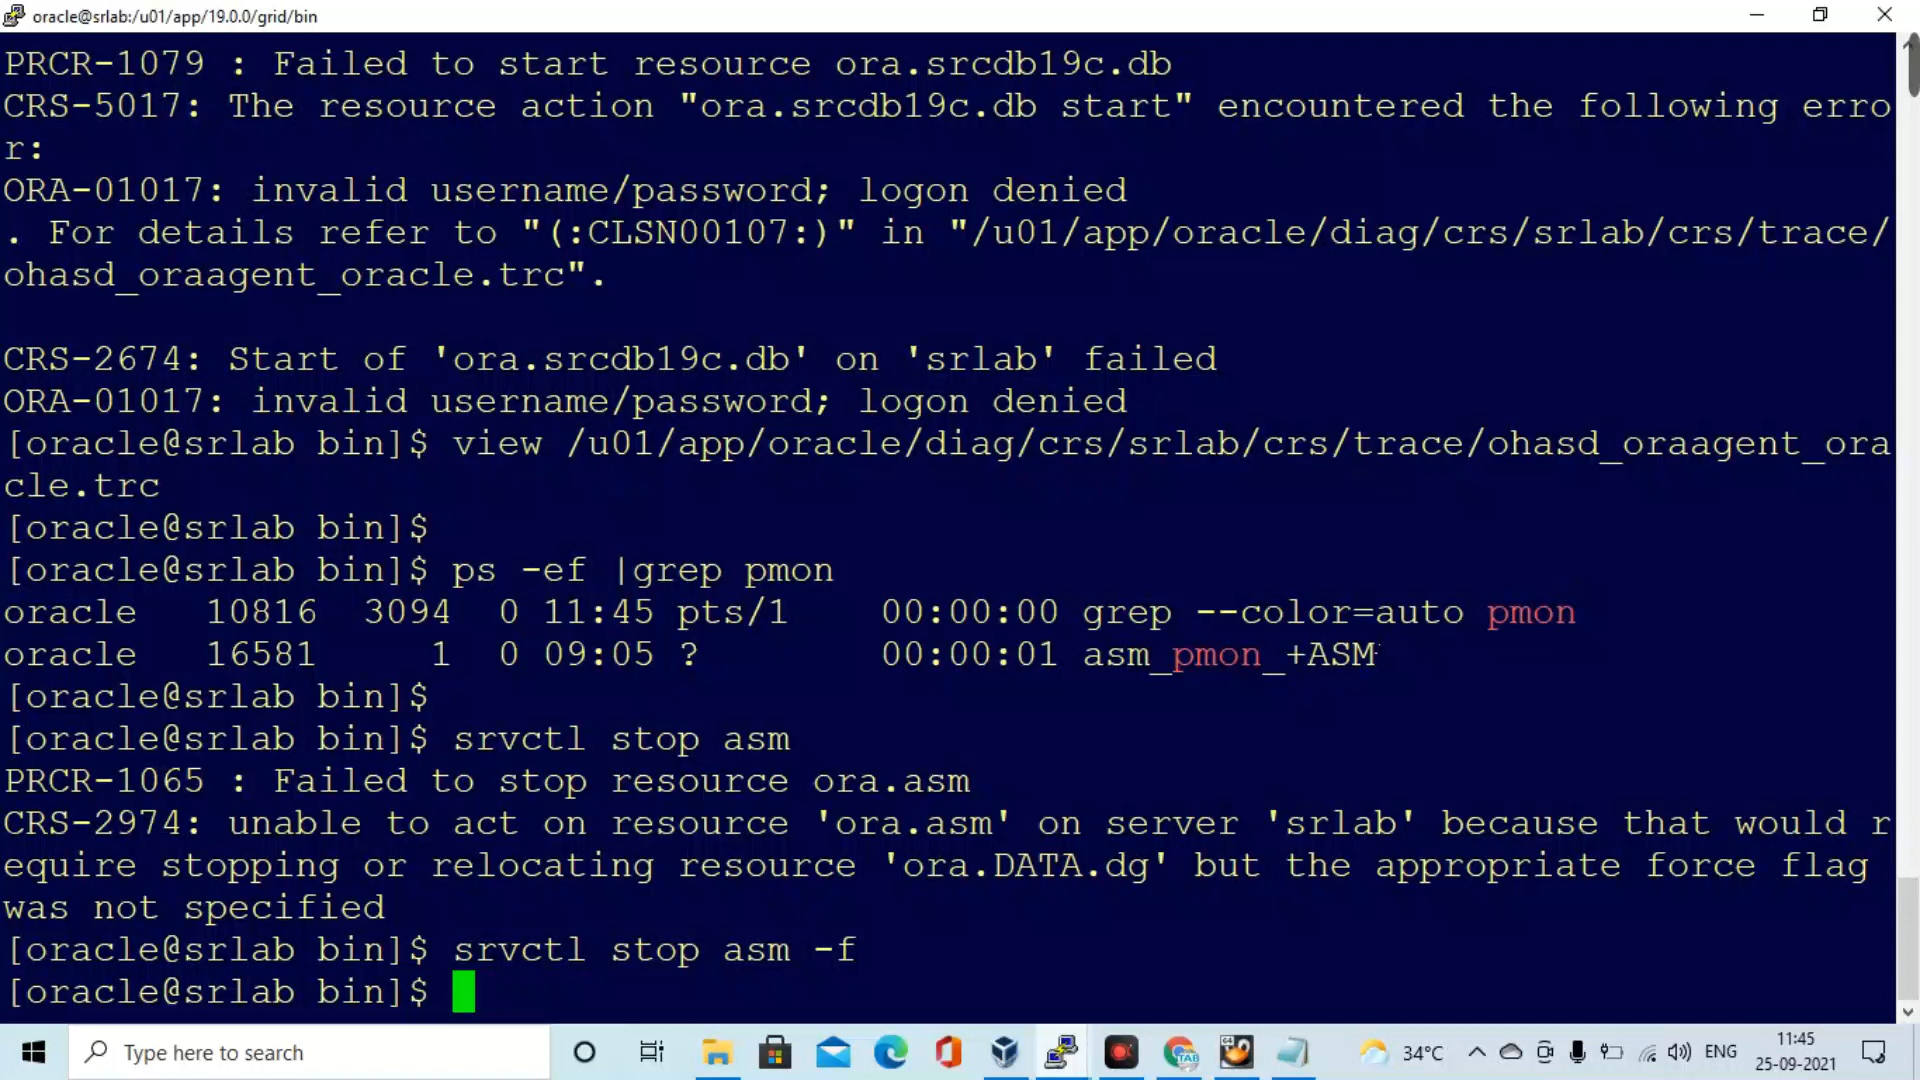 oracle@srlab:/u01/app/19.0.0/grid/bin
PRCR-1079 : Failed to start resource ora.srcdb19c.db
CRS-5017: The resource action "ora.srcdb19c.db start" encountered the following erro
r:
ORA-01017: invalid username/password; logon denied
. For details refer to "(:CLSN00107:)" in "/u01/app/oracle/diag/crs/srlab/crs/trace/
ohasd_oraagent_oracle.trc".
CRS-2674: Start of 'ora.srcdb19c.db' on 'srlab' failed
ORA-01017: invalid username/password; logon denied
[oracle@srlab bin]$ view /u01/app/oracle/diag/crs/srlab/crs/trace/ohasd_oraagent_ora
cle.trc
[oracle@srlab bin]$
[oracle@srlab bin]$ ps -ef |grep pmon
oracle   10816  3094  0 11:45 pts/1    00:00:00 grep --color=auto pmon
oracle   16581     1  0 09:05 ?        00:00:01 asm_pmon_+ASM
[oracle@srlab bin]$
[oracle@srlab bin]$ srvctl stop asm
PRCR-1065 : Failed to stop resource ora.asm
CRS-2974: unable to act on resource 'ora.asm' on server 'srlab' because that would r
equire stopping or relocating resource 'ora.DATA.dg' but the appropriate force flag
was not specified
[oracle@srlab bin]$ srvctl stop asm -f
[oracle@srlab bin]$
Type here to search
TAB
64
34°C
ENG
11:45
25-09-2021